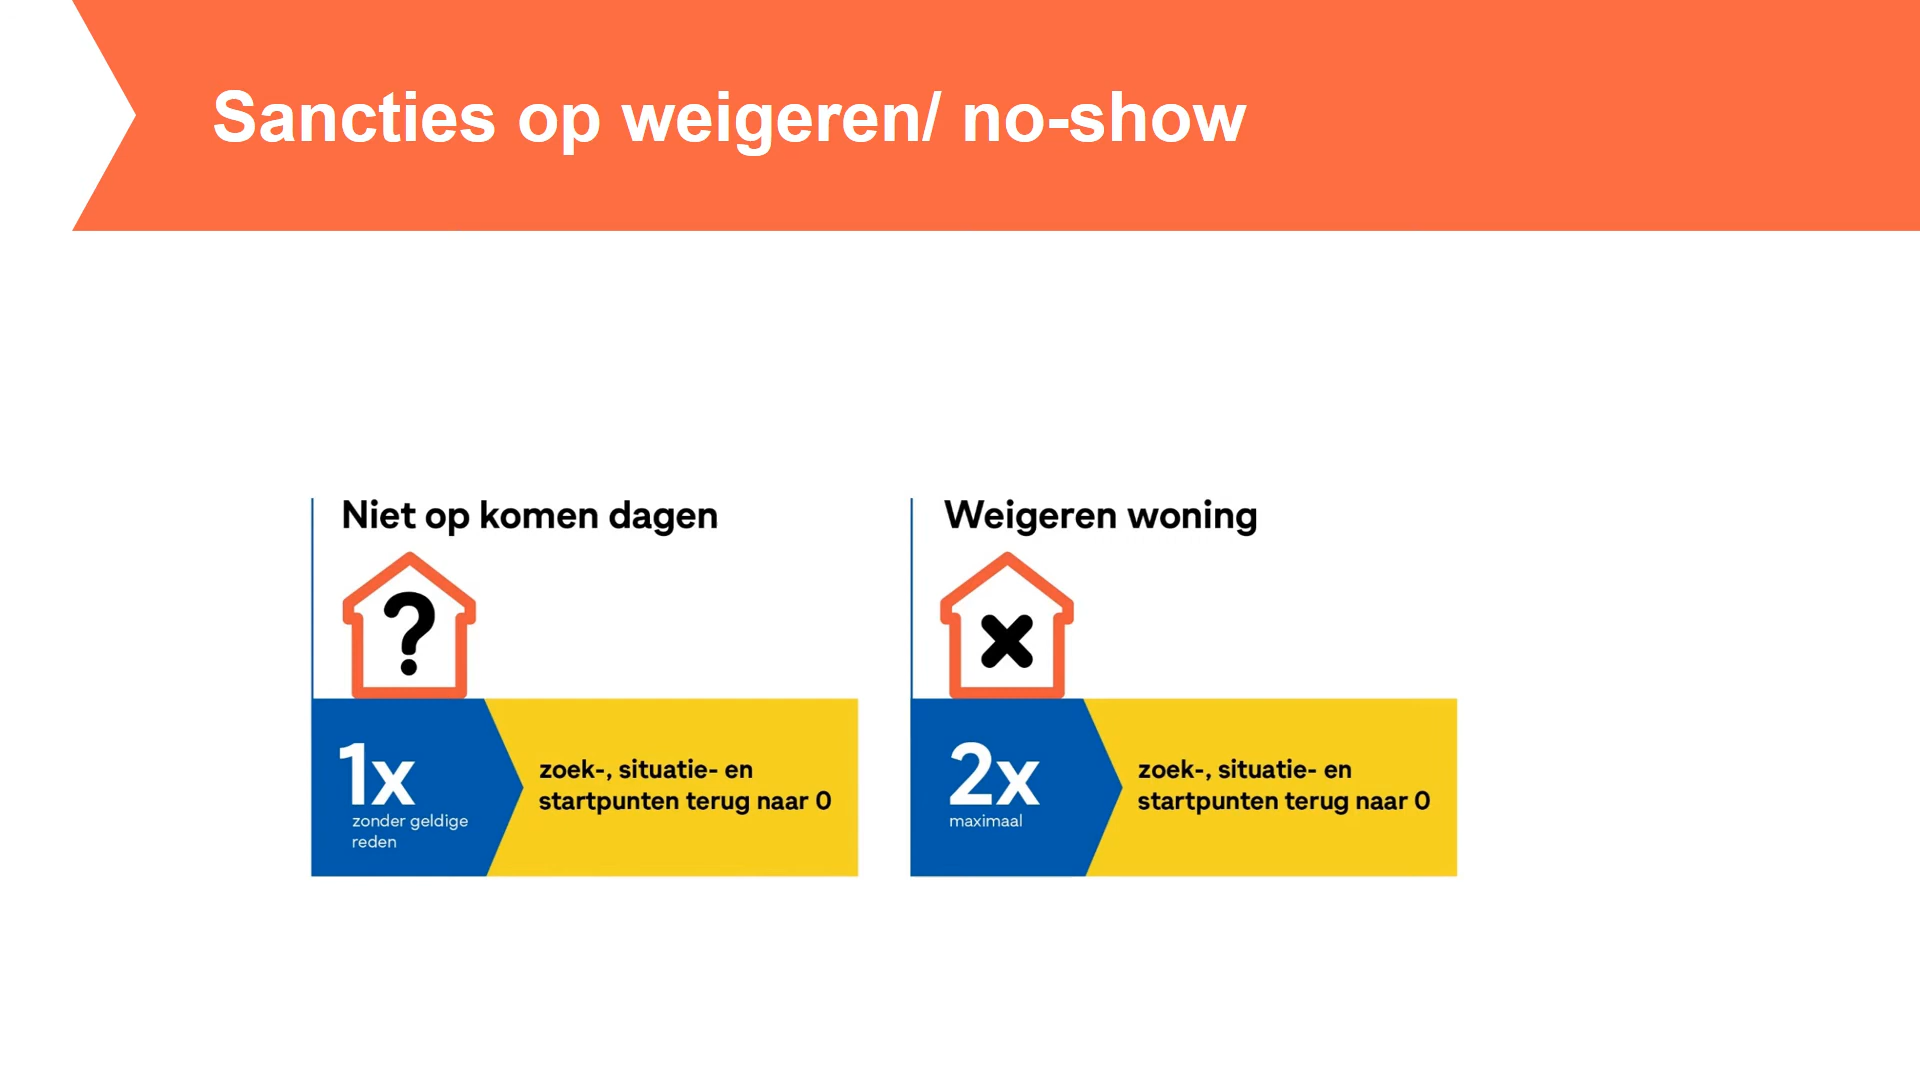 Sancties op weigeren/ no-show
Niet op komen dagen
?
1x
zonder geldige
reden
zoek-, situatie- en
startpunten terug naar 0
Weigeren woning
2x
maximaal
zoek-, situatie- en
startpunten terug naar 0